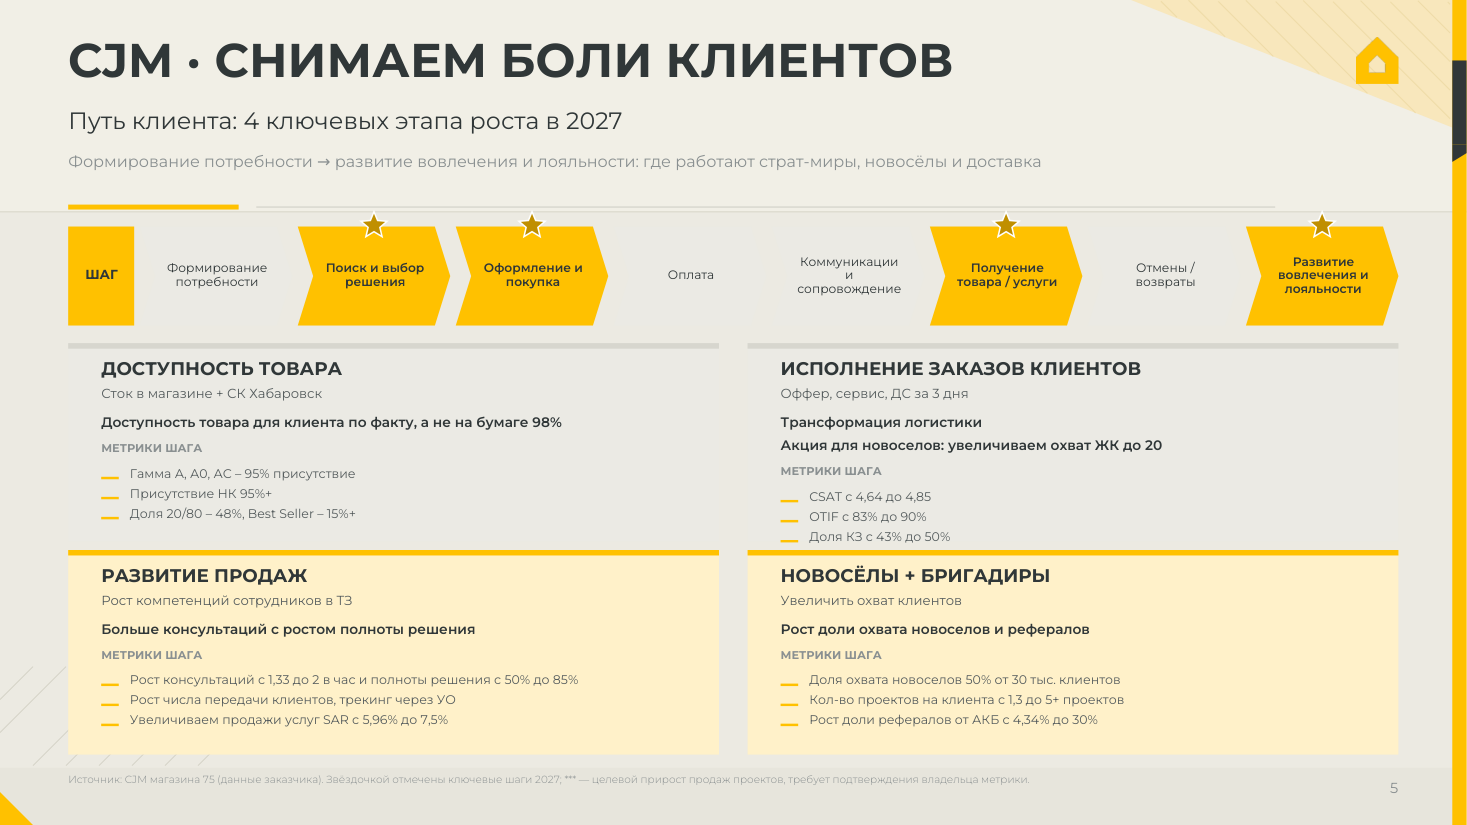 CJM · СНИМАЕМ БОЛИ КЛИЕНТОВ
Путь клиента: 4 ключевых этапа роста в 2027
Формирование потребности → развитие вовлечения и лояльности: где работают страт-миры, новосёлы и доставка
ШАГ
Формирование
потребности
Поиск и выбор
решения
Оформление и
покупка
Оплата
Коммуникации
и
сопровождение
Получение
товара / услуги
Отмены /
возвраты
Развитие
вовлечения и
лояльности
ДОСТУПНОСТЬ ТОВАРА
Сток в магазине + СК Хабаровск
Доступность товара для клиента по факту, а не на бумаге 98%
МЕТРИКИ ШАГА
Гамма А, А0, АС – 95% присутствие
Присутствие НК 95%+
Доля 20/80 – 48%, Best Seller – 15%+
ИСПОЛНЕНИЕ ЗАКАЗОВ КЛИЕНТОВ
Оффер, сервис, ДС за 3 дня
Трансформация логистики
Акция для новоселов: увеличиваем охват ЖК до 20
МЕТРИКИ ШАГА
CSAT с 4,64 до 4,85
OTIF с 83% до 90%
Доля КЗ с 43% до 50%
РАЗВИТИЕ ПРОДАЖ
Рост компетенций сотрудников в ТЗ
Больше консультаций с ростом полноты решения
МЕТРИКИ ШАГА
Рост консультаций с 1,33 до 2 в час и полноты решения с 50% до 85%
Рост числа передачи клиентов, трекинг через УО
Увеличиваем продажи услуг SAR с 5,96% до 7,5%
НОВОСЁЛЫ + БРИГАДИРЫ
Увеличить охват клиентов
Рост доли охвата новоселов и рефералов
МЕТРИКИ ШАГА
Доля охвата новоселов 50% от 30 тыс. клиентов
Кол-во проектов на клиента с 1,3 до 5+ проектов
Рост доли рефералов от АКБ с 4,34% до 30%
Источник: CJM магазина 75 (данные заказчика). Звёздочкой отмечены ключевые шаги 2027; *** — целевой прирост продаж проектов, требует подтверждения владельца метрики.
5